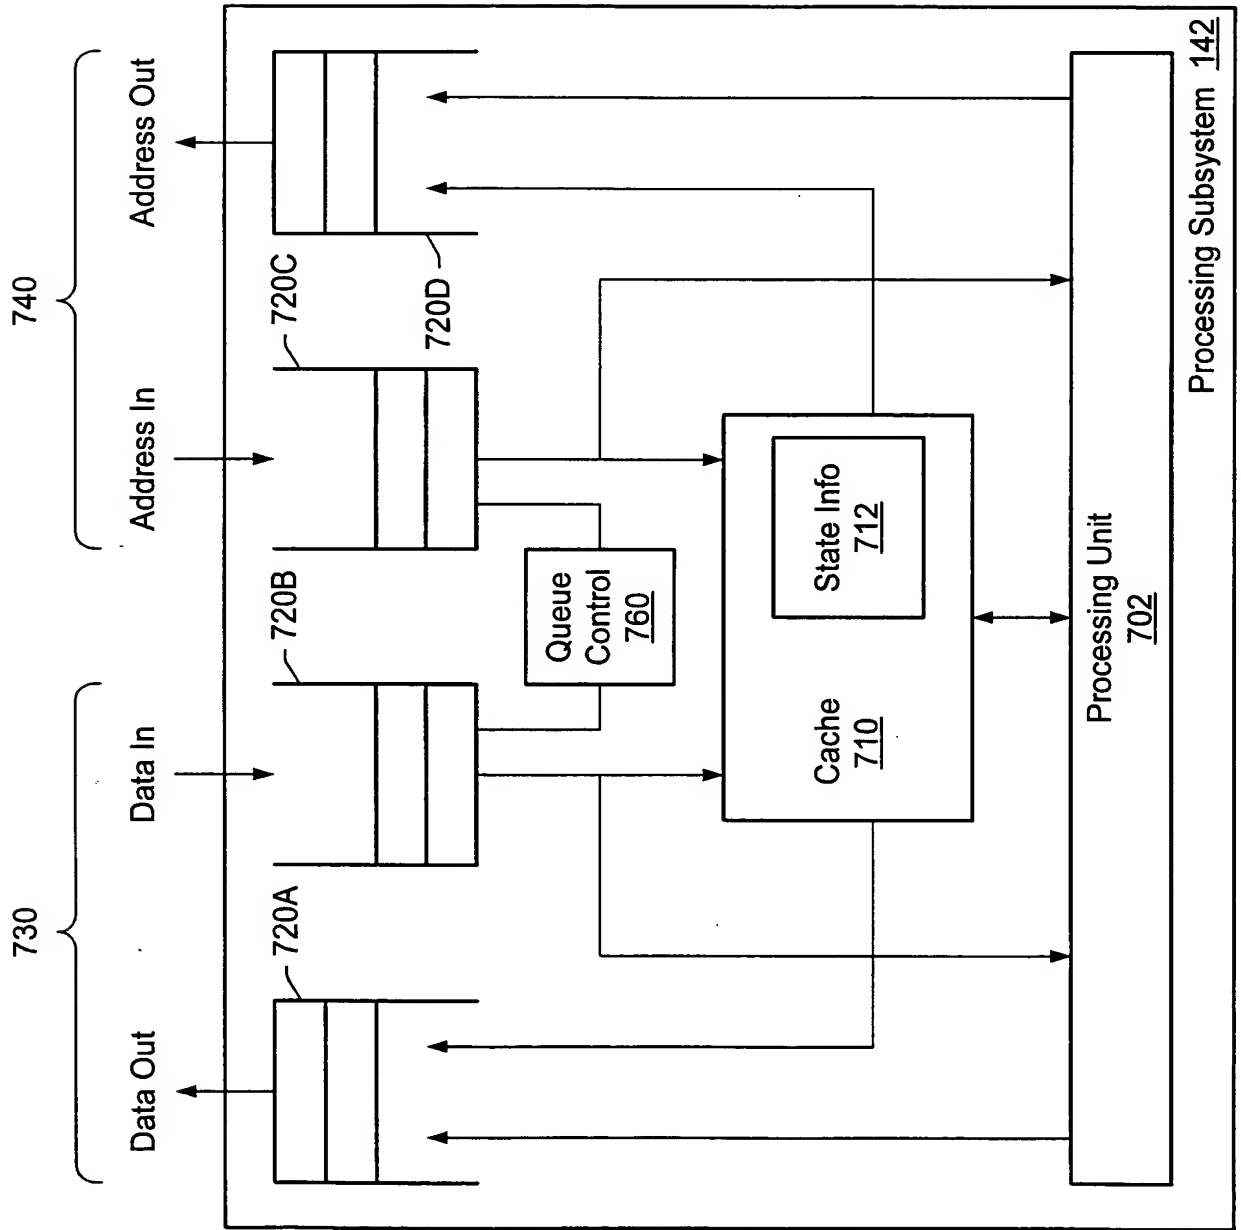 730
740
Data Out
Data In
Address In
Address Out
720A
720B
720C
720D
Queue
Control
760
Cache
710
State Info
712
Processing Unit
702
Processing Subsystem 142